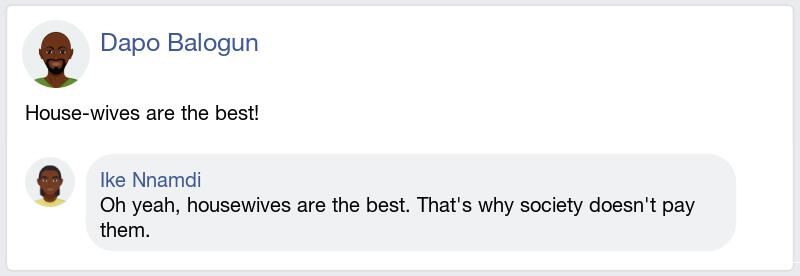 Dapo Balogun
House-wives are the best!
Ike Nnamdi
Oh yeah, housewives are the best. That's why society doesn't pay
them.